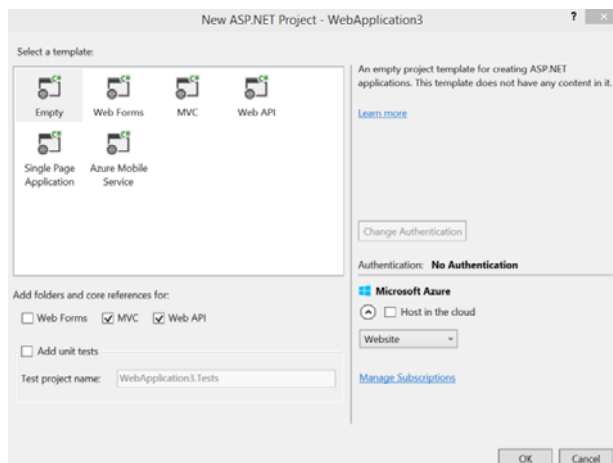 New ASP.NET Project - WebApplication3
?
Select a template:
Empty
Web Forms
MVC
Web API
Single Page
Application
Azure Mobile
Service
An empty project template for creating ASP.NET
applications. This template does not have any content in it.
Learn more
Change Authentication
Authentication: No Authentication
Microsoft Azure
Host in the cloud
Website
Manage Subscriptions
Add folders and core references for:
Web Forms MVC Web API
Add unit tests
Test project name: WebApplication3.Tests
OK Cancel